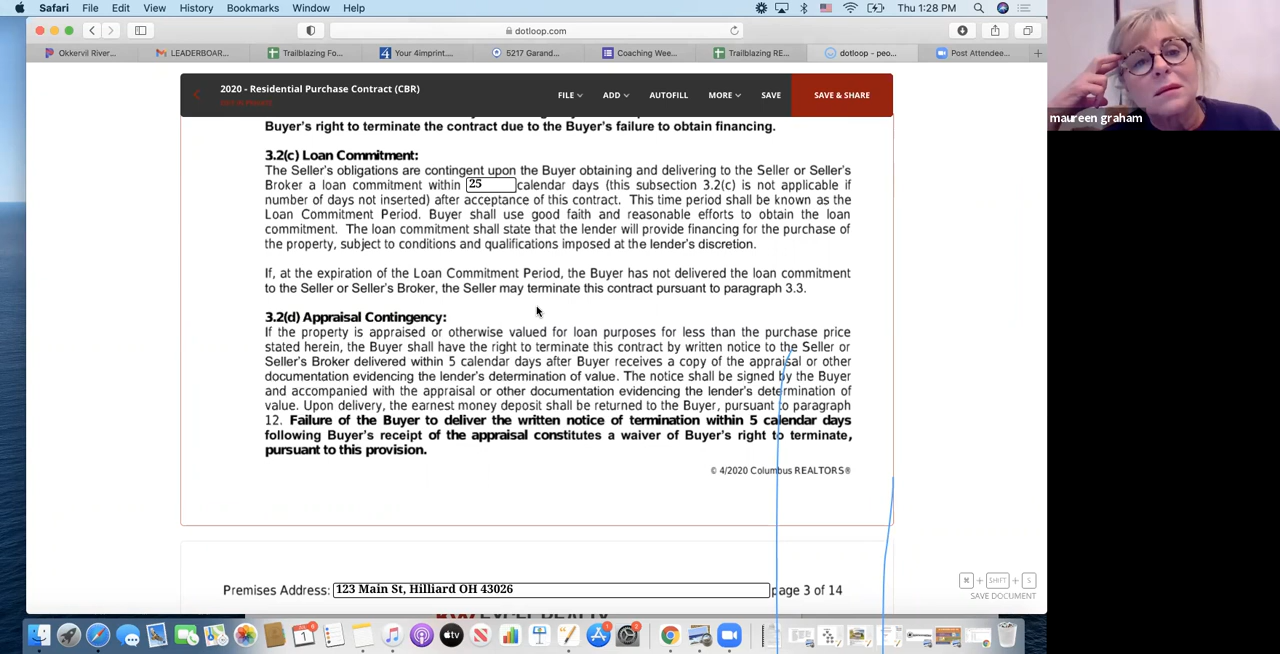 Safari File Edit View History Bookmarks Window Help Thu 1:28 PM
dotloop.com
Okkervil River... LEADERBOAR... Trailblazing Fo... Your 4imprint.... 5217 Garand... Coaching Wee... Trailblazing RE... dotloop - peo... Post Attendee...
2020 - Residential Purchase Contract (CBR)
FILE ADD AUTOFILL MORE SAVE SAVE & SHARE
maureen graham
Buyer's right to terminate the contract due to the Buyer's failure to obtain financing.
3.2(c) Loan Commitment:
The Seller's obligations are contingent upon the Buyer obtaining and delivering to the Seller or Seller's
Broker a loan commitment within 25 calendar days (this subsection 3.2(c) is not applicable if
number of days not inserted) after acceptance of this contract. This time period shall be known as the
Loan Commitment Period. Buyer shall use good faith and reasonable efforts to obtain the loan
commitment. The loan commitment shall state that the lender will provide financing for the purchase of
the property, subject to conditions and qualifications imposed at the lender's discretion.
If, at the expiration of the Loan Commitment Period, the Buyer has not delivered the loan commitment
to the Seller or Seller's Broker, the Seller may terminate this contract pursuant to paragraph 3.3.
3.2(d) Appraisal Contingency:
If the property is appraised or otherwise valued for loan purposes for less than the purchase price
stated herein, the Buyer shall have the right to terminate this contract by written notice to the Seller or
Seller's Broker delivered within 5 calendar days after Buyer receives a copy of the appraisal or other
documentation evidencing the lender's determination of value. The notice shall be signed by the Buyer
and accompanied with the appraisal or other documentation evidencing the lender's determination of
value. Upon delivery, the earnest money deposit shall be returned to the Buyer, pursuant to paragraph
12. Failure of the Buyer to deliver the written notice of termination within 5 calendar days
following Buyer's receipt of the appraisal constitutes a waiver of Buyer's right to terminate,
pursuant to this provision.
© 4/2020 Columbus REALTORS®
⌘ + SHIFT + S
SAVE DOCUMENT
Premises Address: 123 Main St, Hilliard OH 43026 page 3 of 14